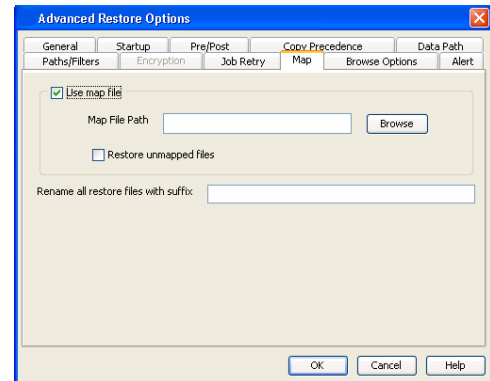 Advanced Restore Options
General Startup Pre/Post Copy Precedence Data Path
Paths/Filters Encryption Job Retry Map Browse Options Alert
Use map file
Map File Path Browse
Restore unmapped files
Rename all restore files with suffix
OK Cancel Help